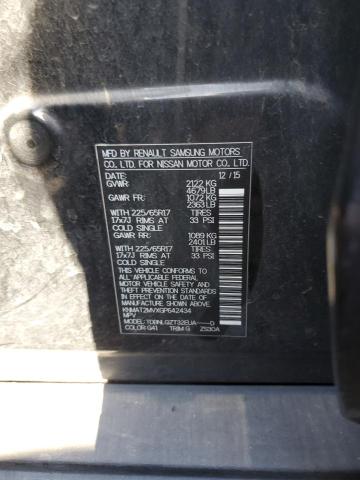 MFD BY RENAULT SAMSUNG MOTORS
CO. LTD. FOR NISSAN MOTOR CO. LTD.
DATE: 12 / 15
GVWR: 2122 KG
4679 LB
GAWR FR: 1072 KG
2363 LB
WITH 225/65R17 TIRES
17x7J RIMS AT 33 PSI
COLD SINGLE
GAWR RR: 1089 KG
2401 LB
WITH 225/65R17 TIRES
17x7J RIMS AT 33 PSI
COLD SINGLE
THIS VEHICLE CONFORMS TO ALL
APPLICABLE FEDERAL MOTOR
VEHICLE SAFETY AND THEFT
PREVENTION STANDARDS IN
EFFECT ON THE DATE OF
MANUFACTURE SHOWN ABOVE
KNMAT2MVXGP642434
MPV
MODEL:
COLOR G41 TRIM G